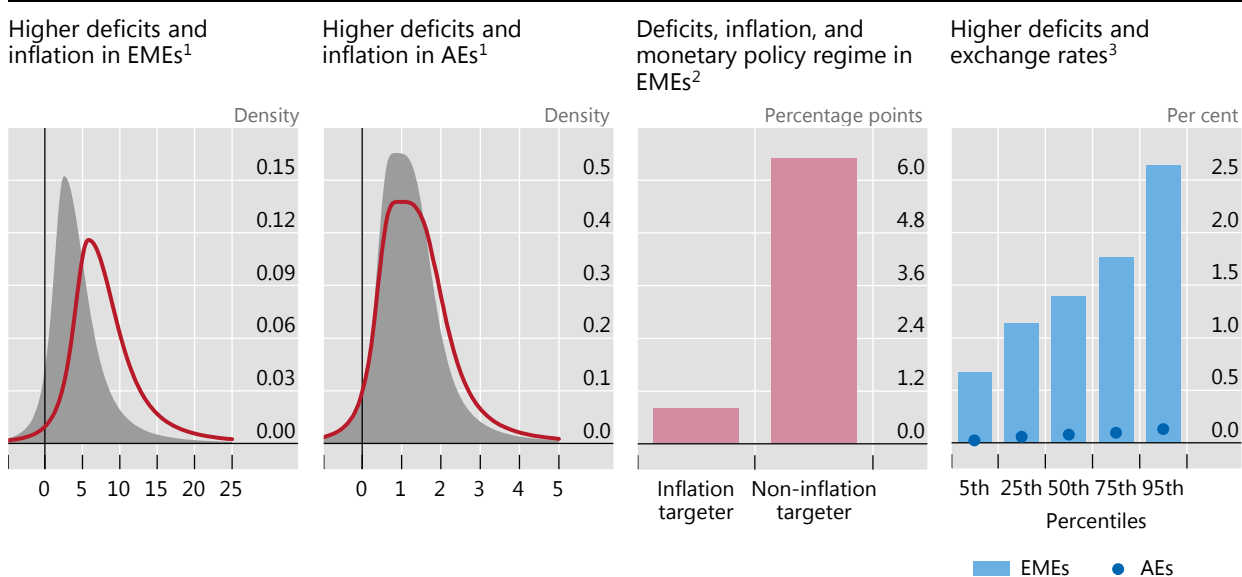 Higher deficits and
inflation in EMEs¹
Density
0.15
0.12
0.09
0.06
0.03
0.00
0 5 10 15 20 25
Higher deficits and
inflation in AEs¹
Density
0.5
0.4
0.3
0.2
0.1
0.0
0 1 2 3 4 5
Deficits, inflation, and
monetary policy regime in
EMEs²
Percentage points
6.0
4.8
3.6
2.4
1.2
0.0
Inflation Non-inflation
targeter targeter
Higher deficits and
exchange rates³
Per cent
2.5
2.0
1.5
1.0
0.5
0.0
5th 25th 50th 75th 95th
Percentiles
EMEs AEs